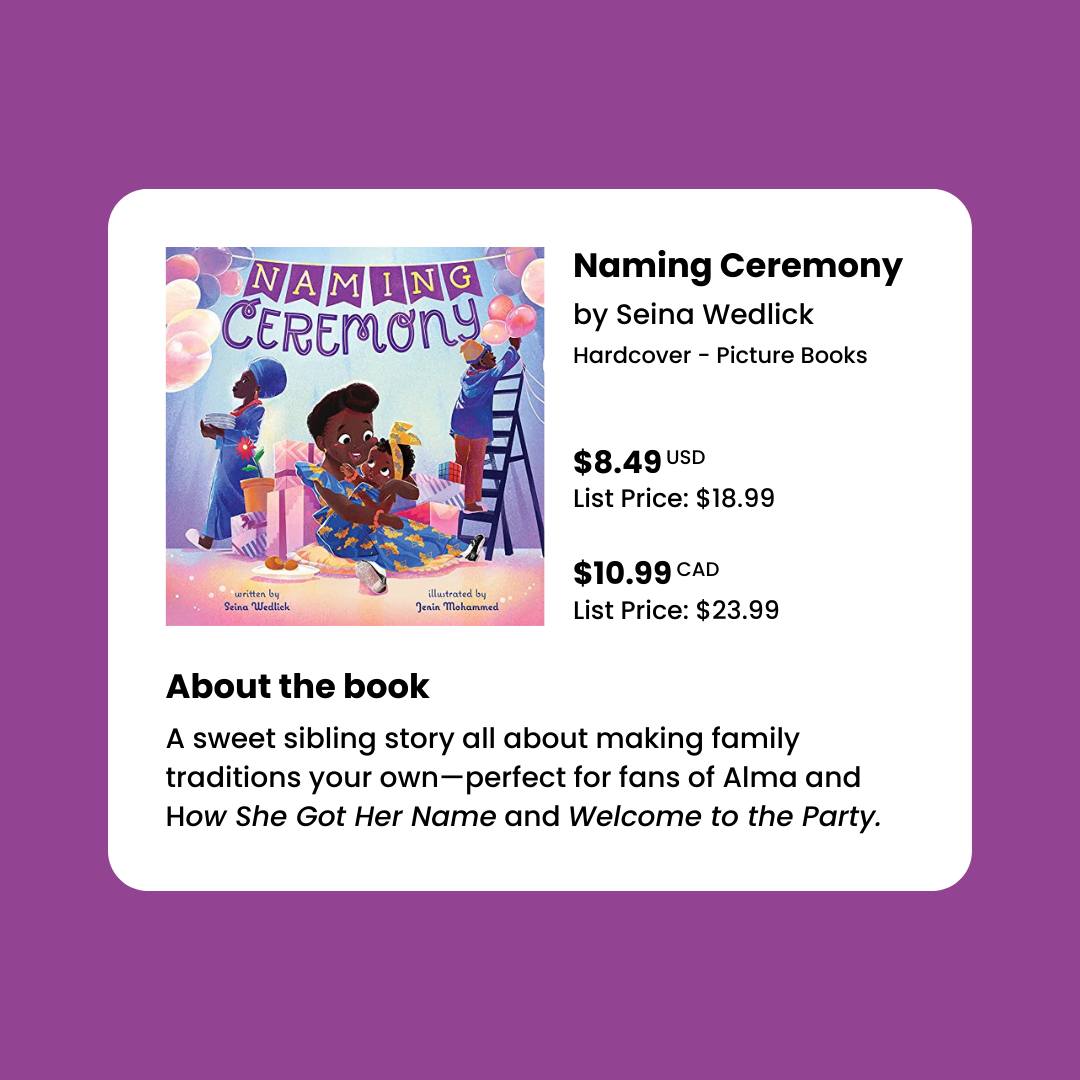 NAMING
CEREMONY
written by
Seina Wedlick
illustrated by
Jenin Mohammed
Naming Ceremony
by Seina Wedlick
Hardcover - Picture Books
$8.49 USD
List Price: $18.99
$10.99 CAD
List Price: $23.99
About the book
A sweet sibling story all about making family
traditions your own—perfect for fans of Alma and
How She Got Her Name and Welcome to the Party.